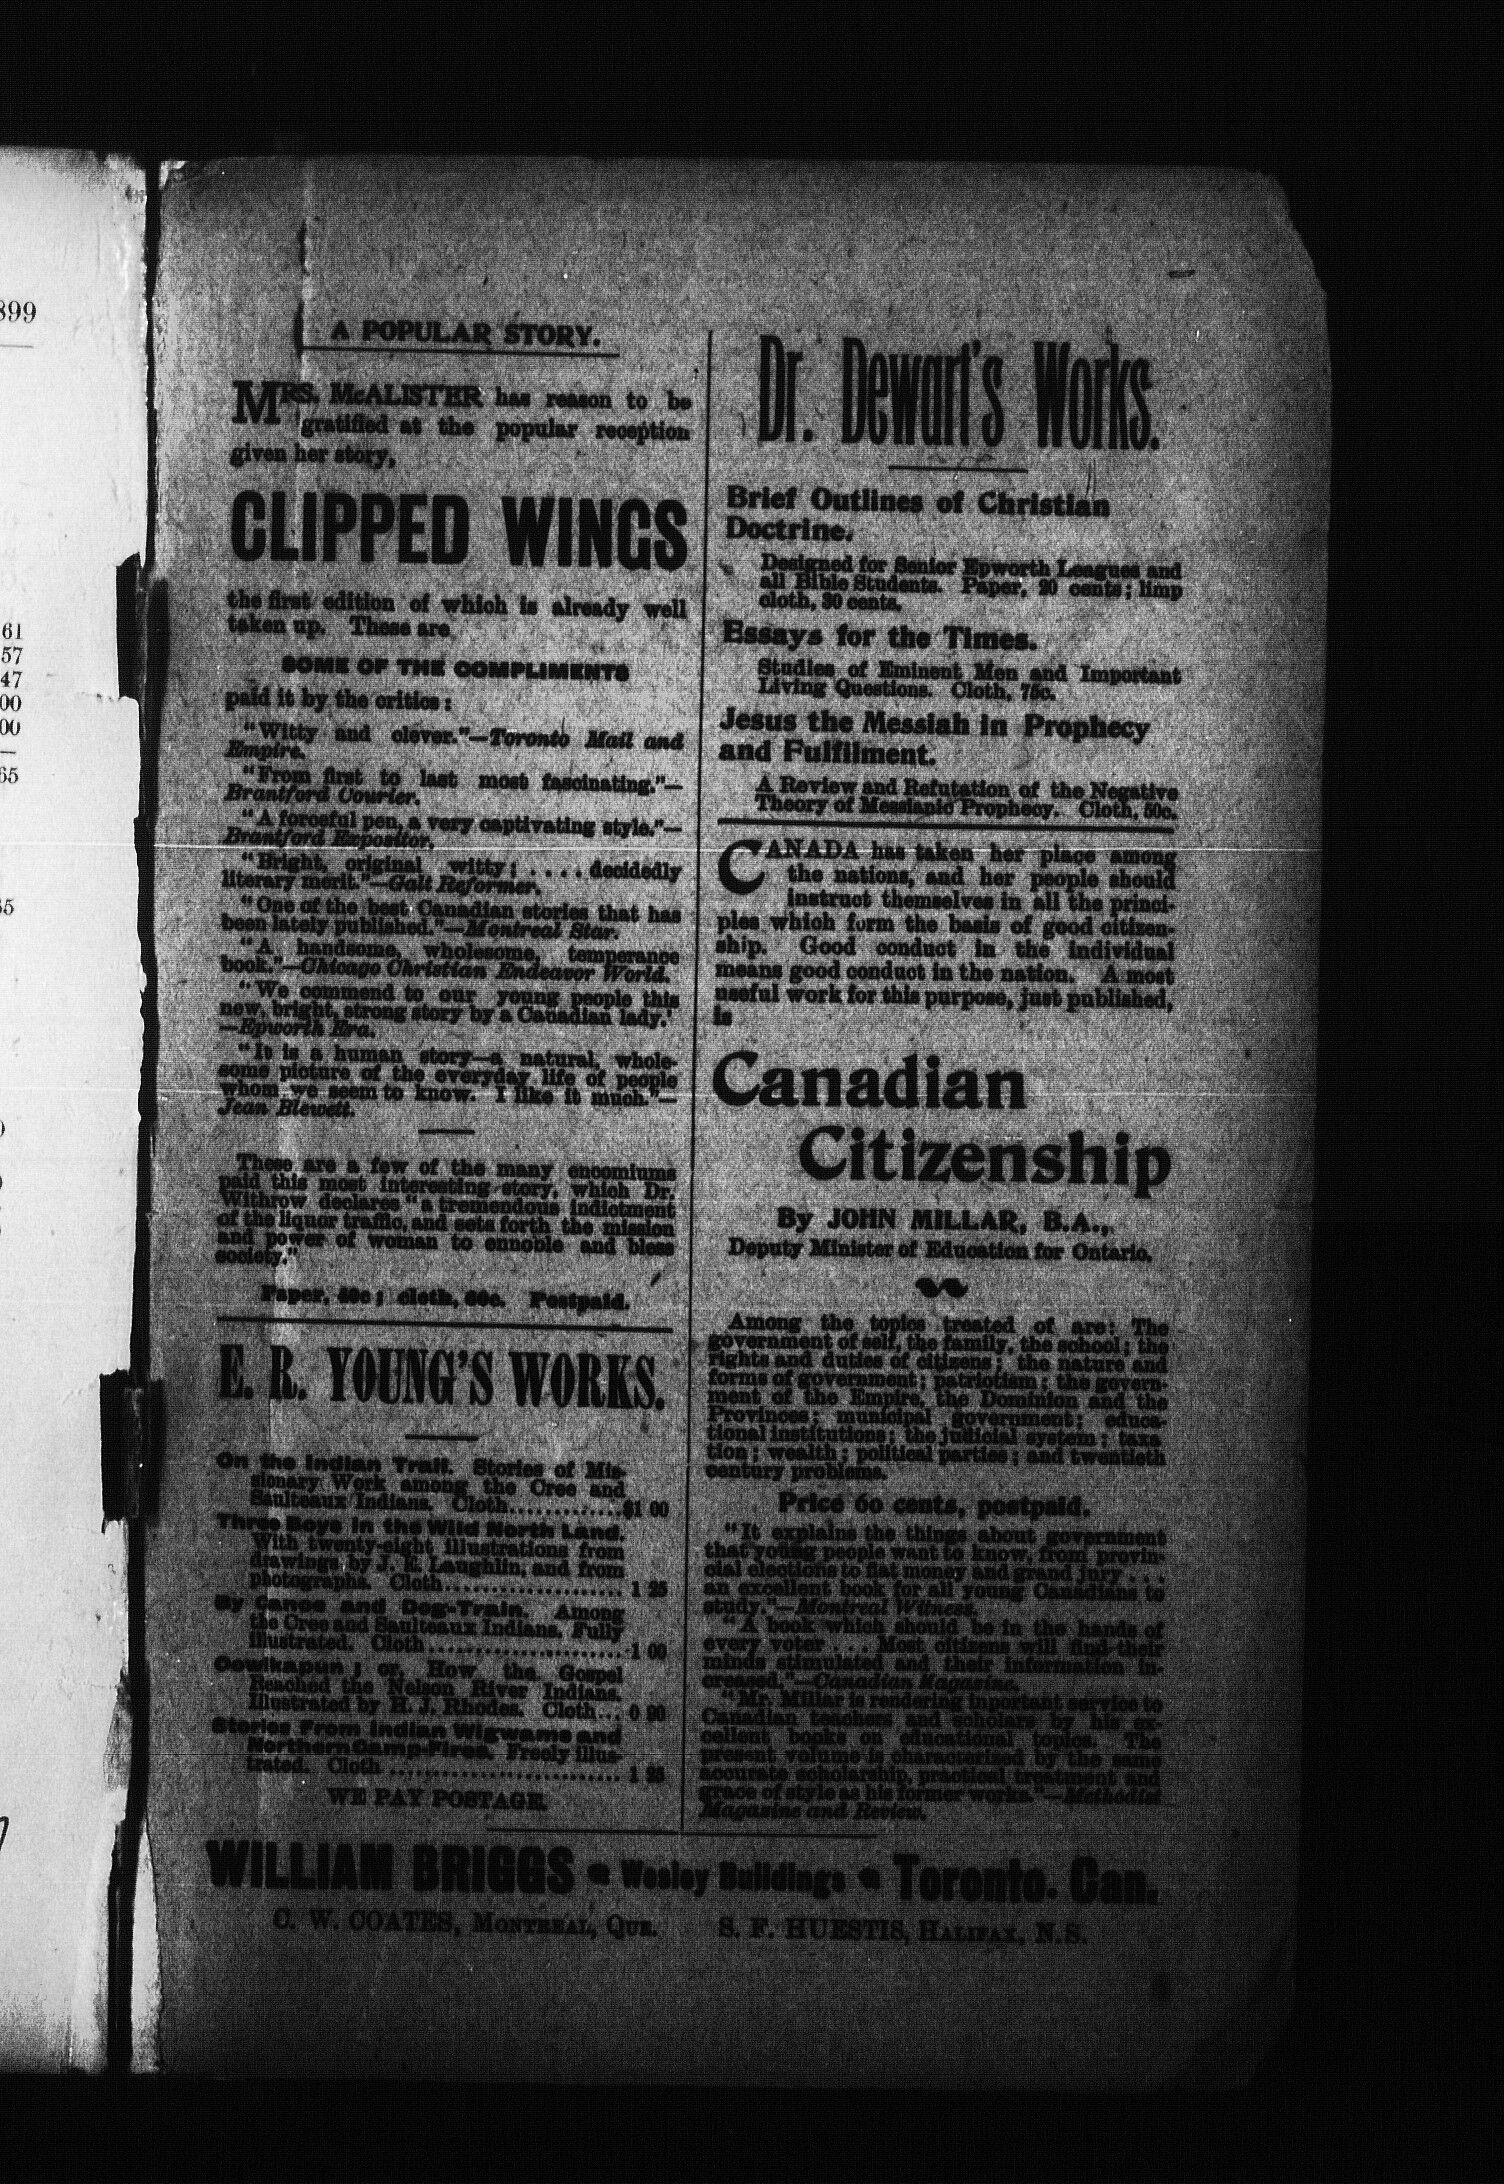 899
61
57
47
00
00
65
A POPULAR STORY.
MRS. McALISTER has reason to be
gratified at the popular reception
given her story,
CLIPPED WINGS
the first edition of which is already well
taken up. These are
SOME OF THE COMPLIMENTS
paid it by the critics:
"Witty and clever."—Toronto Mail and
Empire.
"From first to last most fascinating."—
Brantford Courier.
"A forceful pen, a very captivating style."—
Brantford Expositor.
"Bright, original, witty; . . . . decidedly
literary merit."—Galt Reformer.
"One of the best Canadian stories that has
been lately published."—Montreal Star.
"A handsome, wholesome, temperance
book."—Chicago Christian Endeavor World.
"We commend to our young people this
new, bright, strong story by a Canadian lady.'
—Epworth Era.
"It is a human story—a natural, whole-
some picture of the everyday life of people
whom we seem to know. I like it much."—
Jean Blewett.
These are a few of the many encomiums
paid this most interesting story, which Dr.
Withrow declares "a tremendous indictment
of the liquor traffic, and sets forth the mission
and power of woman to ennoble and bless
society."
Paper, cloth, Postpaid.
E. R. YOUNG'S WORKS.
On the Indian Trail. Stories of Mis-
sionary Work among the Cree and
Saulteaux Indians. Cloth.............$1 00
Three Boys in the Wild North Land.
With twenty-eight illustrations from
drawings by J. E. Laughlin, and from
photographs. Cloth.................... 1 25
By Canoe and Dog-Train. Among
the Cree and Saulteaux Indians. Fully
illustrated. Cloth..................... 1 00
Oowikapun; or, How the Gospel
Reached the Nelson River Indians.
Illustrated by H. J. Rhodes. Cloth... 0 90
Stories From Indian Wigwams and
Northern Camp-Fires. Freely illus-
trated. Cloth .......................... 1 25
WE PAY POSTAGE.
Dr. Dewart's Works.
Brief Outlines of Christian
Doctrine.
Designed for Senior Epworth Leagues and
all Bible Students. Paper, 20 cents; limp
cloth, 30 cents.
Essays for the Times.
Studies of Eminent Men and Important
Living Questions. Cloth, 75c.
Jesus the Messiah in Prophecy
and Fulfilment.
A Review and Refutation of the Negative
Theory of Messianic Prophecy. Cloth, 50c.
CANADA has taken her place among
the nations, and her people should
instruct themselves in all the princi-
ples which form the basis of good citizen-
ship. Good conduct in the individual
means good conduct in the nation. A most
useful work for this purpose, just published,
is
Canadian
Citizenship
By JOHN MILLAR, B.A.,
Deputy Minister of Education for Ontario.
Among the topics treated of are: The
government of self, the family, the school; the
rights and duties of citizens; the nature and
forms of government; patriotism; the govern-
ment of the Empire, the Dominion and the
Provinces; municipal government; educa-
tional institutions; the judicial system; taxa
tion; wealth; political parties; and twentieth
century problems.
Price 60 cents, postpaid.
"It explains the things about government
that young people want to know, from provin-
cial elections to fiat money and grand jury . . .
an excellent book for all young Canadians to
study."—Montreal Witness.
"A book which should be in the hands of
every voter . . . Most citizens will find their
minds stimulated and their information in-
creased."—Canadian Magazine.
"Mr. Millar is rendering important service to
Canadian teachers and scholars by his ex-
cellent books on educational topics. The
present volume is characterized by the same
accurate scholarship, practical treatment and
grace of style as his former works."—Methodist
Magazine and Review.
WILLIAM BRIGGS - Wesley Buildings - Toronto, Can.
C. W. COATES, MONTREAL, QUE. S. F. HUESTIS, HALIFAX, N.S.